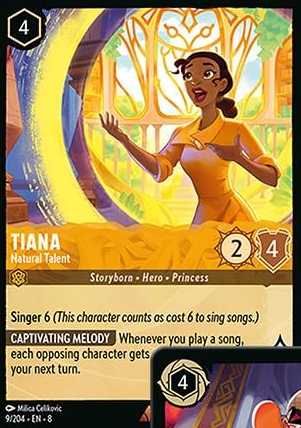 4
TIANA
Natural Talent
2
4
Storyborn • Hero • Princess
Singer 6 (This character counts as cost 6 to sing songs.)
CAPTIVATING MELODY Whenever you play a song,
each opposing character gets
your next turn.
Milica Celikovic
9/204 • EN • 8
4